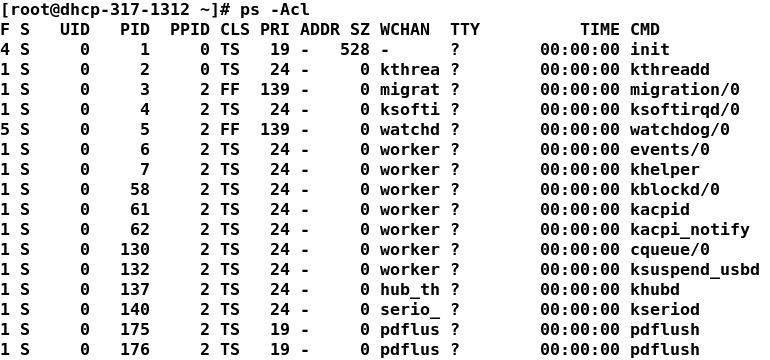 [root@dhcp-317-1312 ~]# ps -Acl
F S   UID   PID  PPID CLS PRI ADDR SZ WCHAN  TTY          TIME CMD
4 S     0     1     0 TS   19 -   528 -      ?        00:00:00 init
1 S     0     2     0 TS   24 -     0 kthrea ?        00:00:00 kthreadd
1 S     0     3     2 FF  139 -     0 migrat ?        00:00:00 migration/0
1 S     0     4     2 TS   24 -     0 ksofti ?        00:00:00 ksoftirqd/0
5 S     0     5     2 FF  139 -     0 watchd ?        00:00:00 watchdog/0
1 S     0     6     2 TS   24 -     0 worker ?        00:00:00 events/0
1 S     0     7     2 TS   24 -     0 worker ?        00:00:00 khelper
1 S     0    58     2 TS   24 -     0 worker ?        00:00:00 kblockd/0
1 S     0    61     2 TS   24 -     0 worker ?        00:00:00 kacpid
1 S     0    62     2 TS   24 -     0 worker ?        00:00:00 kacpi_notify
1 S     0   130     2 TS   24 -     0 worker ?        00:00:00 cqueue/0
1 S     0   132     2 TS   24 -     0 worker ?        00:00:00 ksuspend_usbd
1 S     0   137     2 TS   24 -     0 hub_th ?        00:00:00 khubd
1 S     0   140     2 TS   24 -     0 serio_ ?        00:00:00 kseriod
1 S     0   175     2 TS   19 -     0 pdflus ?        00:00:00 pdflush
1 S     0   176     2 TS   19 -     0 pdflus ?        00:00:00 pdflush